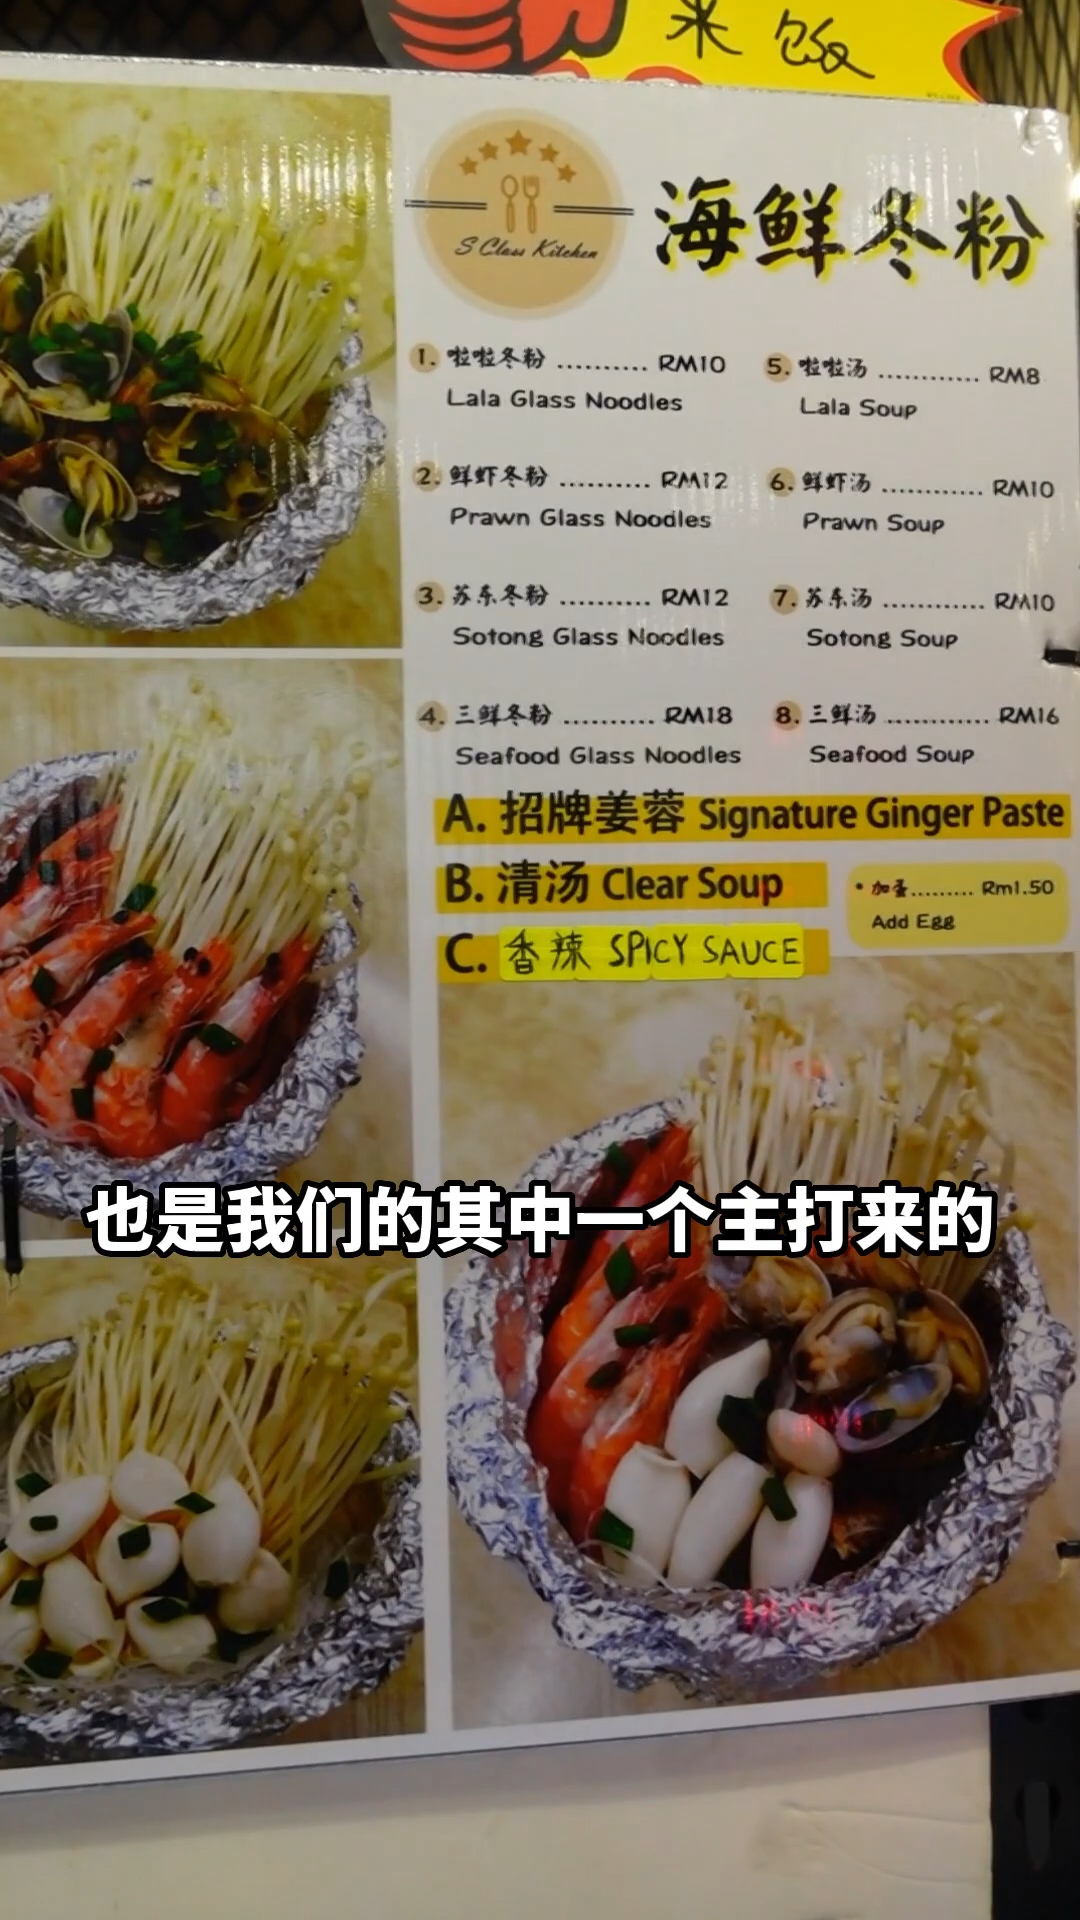 来饭
S Class Kitchen
海鲜冬粉
1. 啦啦冬粉 .......... RM10
Lala Glass Noodles
2. 鲜虾冬粉 .......... RM12
Prawn Glass Noodles
3. 苏东冬粉 .......... RM12
Sotong Glass Noodles
4. 三鲜冬粉 .......... RM18
Seafood Glass Noodles
5. 啦啦汤 ............ RM8
Lala Soup
6. 鲜虾汤 ............ RM10
Prawn Soup
7. 苏东汤 ............ RM10
Sotong Soup
8. 三鲜汤 ............ RM16
Seafood Soup
A. 招牌姜蓉 Signature Ginger Paste
B. 清汤 Clear Soup
C. 香辣 SPICY SAUCE
• 加蛋......... Rm1.50
Add Egg
也是我们的其中一个主打来的